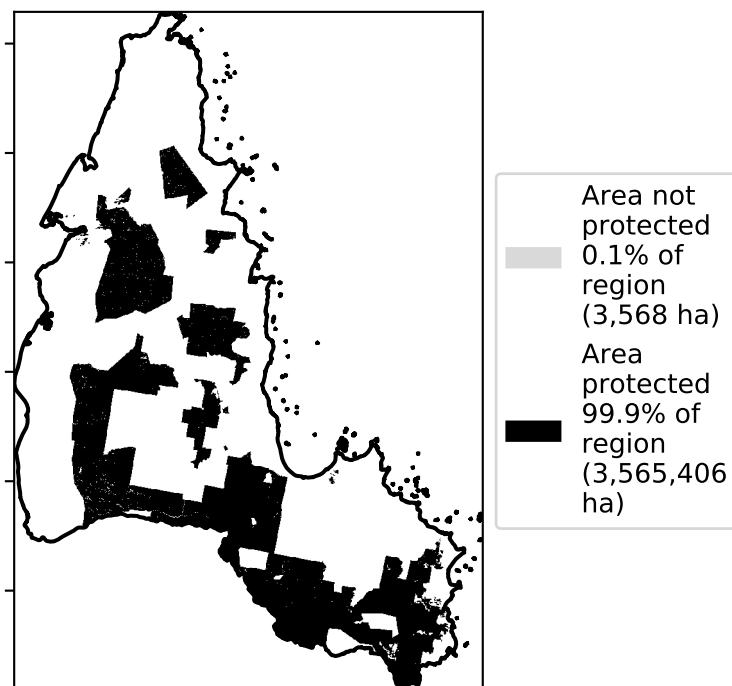 Area not
protected
0.1% of
region
(3,568 ha)
Area
protected
99.9% of
region
(3,565,406
ha)